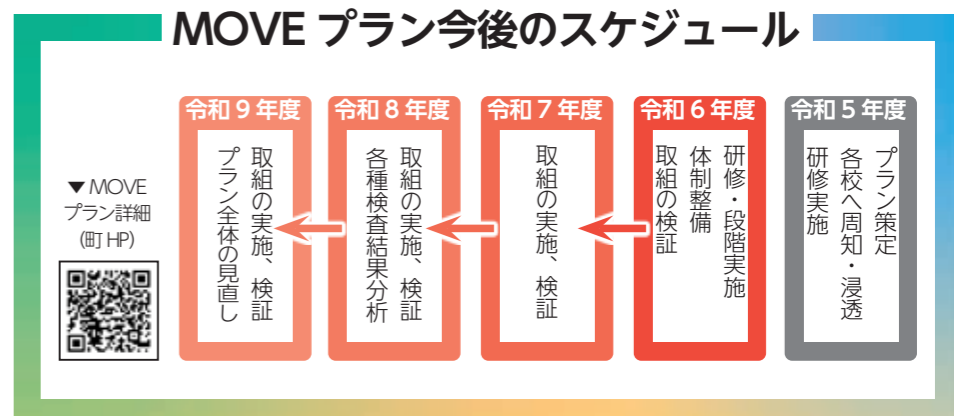 MOVE プラン今後のスケジュール
令和 5 年度
プラン策定
各校へ周知・浸透
研修実施
令和 6 年度
研修・段階実施
体制整備
取組の検証
令和 7 年度
取組の実施、検証
令和 8 年度
取組の実施、検証
各種検査結果分析
令和 9 年度
取組の実施、検証
プラン全体の見直し
▼MOVE
プラン詳細
(町 HP)